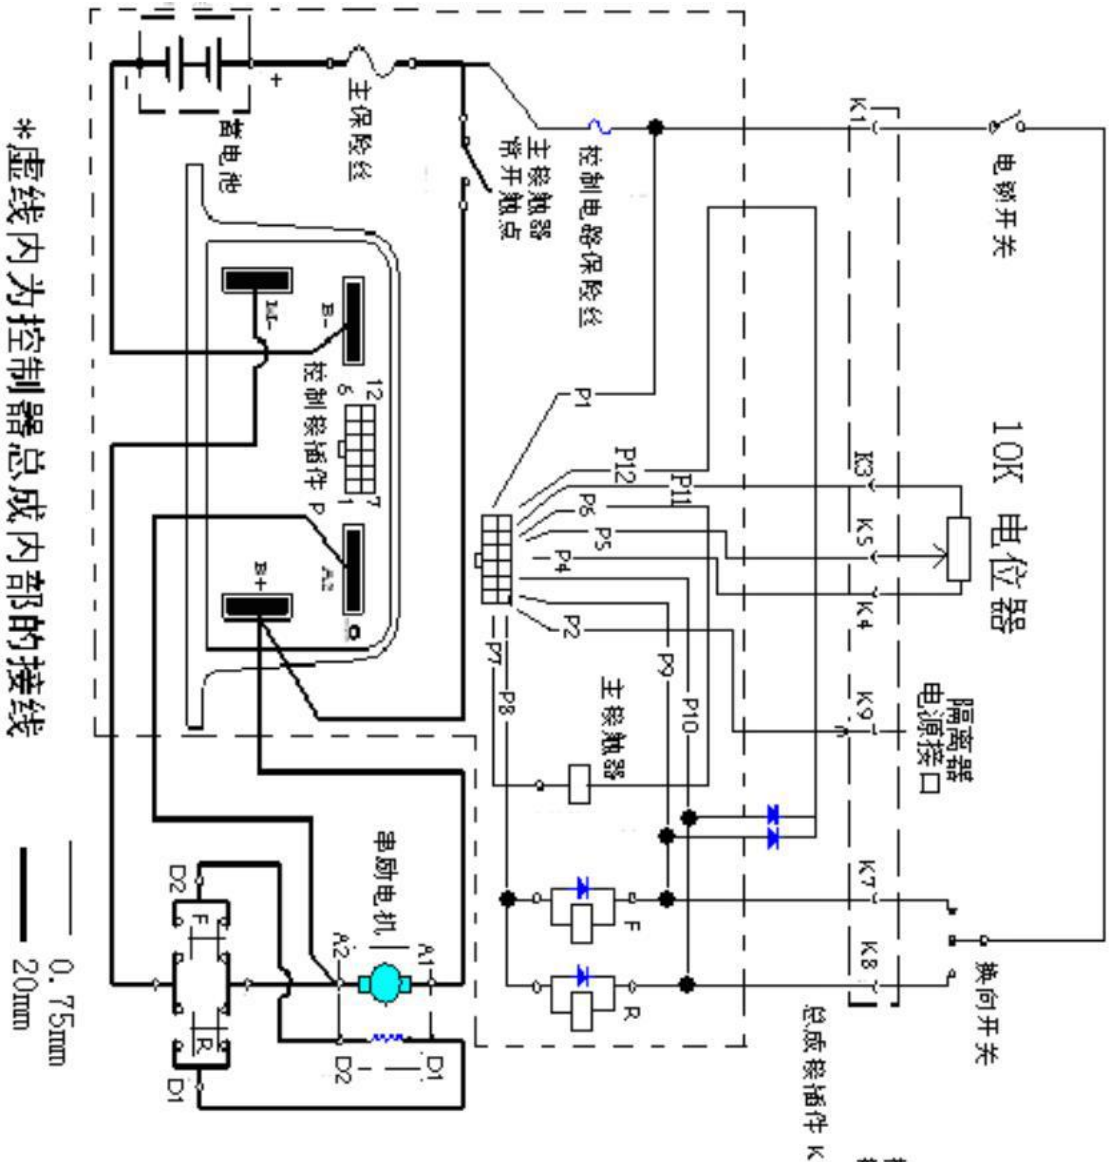 蓄电池
-
+
主保险丝
主接触器
常开触点
控制电路保险丝
K1
电锁开关
M-
B-
控制接插件 P
6
12
1
7
A2
B+
P1
P12
P11
P6
P5
P4
P2
P7
P8
P9
P10
K3
K5
K4
10K 电位器
K9
隔离器
电源接口
主接触器
K7
K8
换向开关
F
R
总成接插件 K
串励电机
A2
A1
D2
D1
D2
F
R
D1
0.75mm
20mm
*虚线内为控制器总成内部的接线